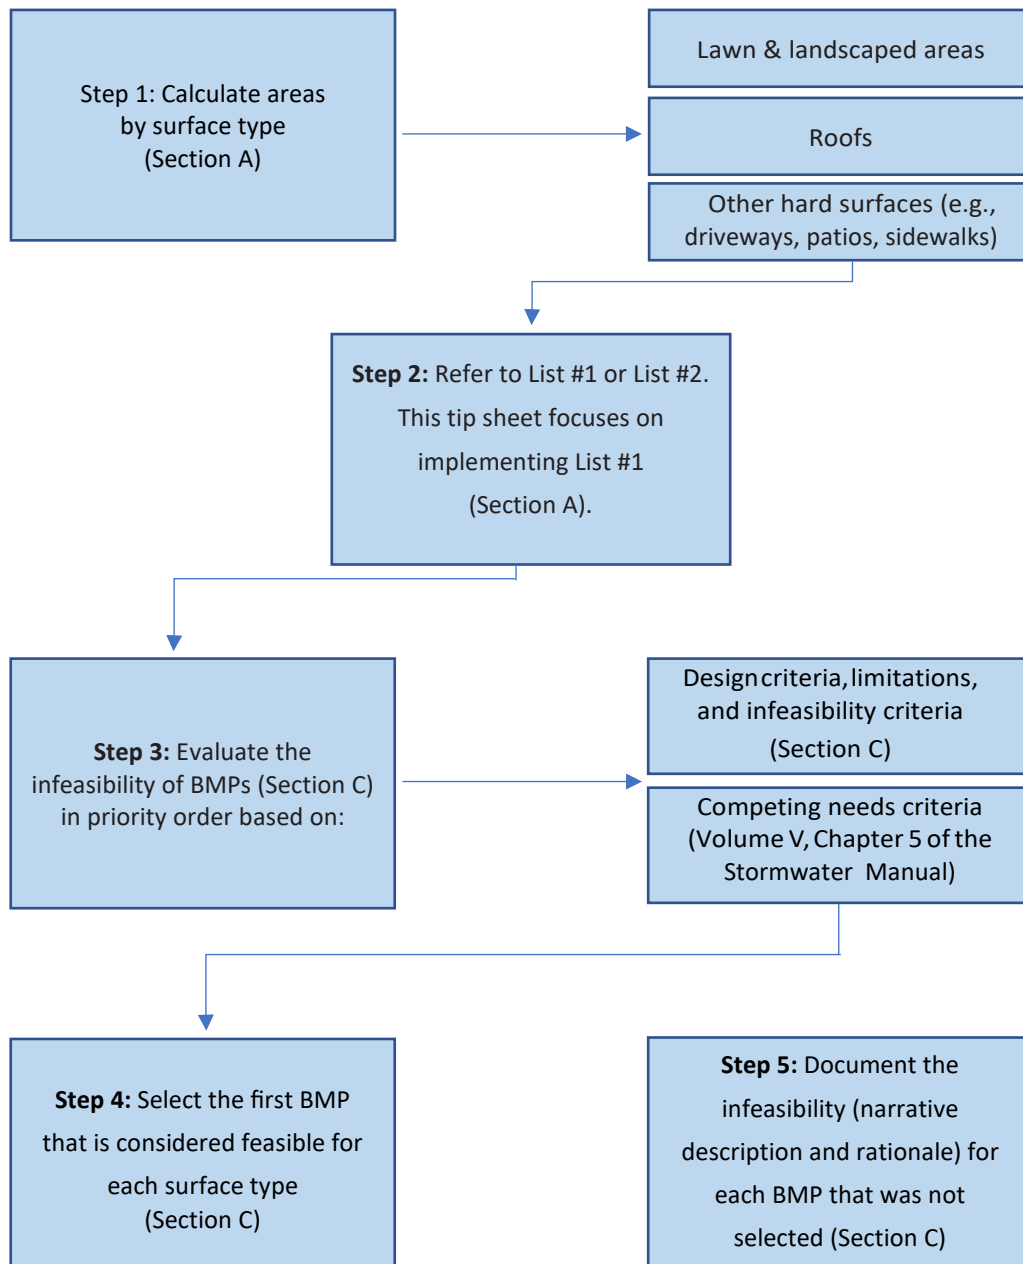 Step 1: Calculate areas
by surface type
(Section A)
Lawn & landscaped areas
Roofs
Other hard surfaces (e.g.,
driveways, patios, sidewalks)
Step 2: Refer to List #1 or List #2.
This tip sheet focuses on
implementing List #1
(Section A).
Step 3: Evaluate the
infeasibility of BMPs (Section C)
in priority order based on:
Design criteria, limitations,
and infeasibility criteria
(Section C)
Competing needs criteria
(Volume V, Chapter 5 of the
Stormwater Manual)
Step 4: Select the first BMP
that is considered feasible for
each surface type
(Section C)
Step 5: Document the
infeasibility (narrative
description and rationale) for
each BMP that was not
selected (Section C)